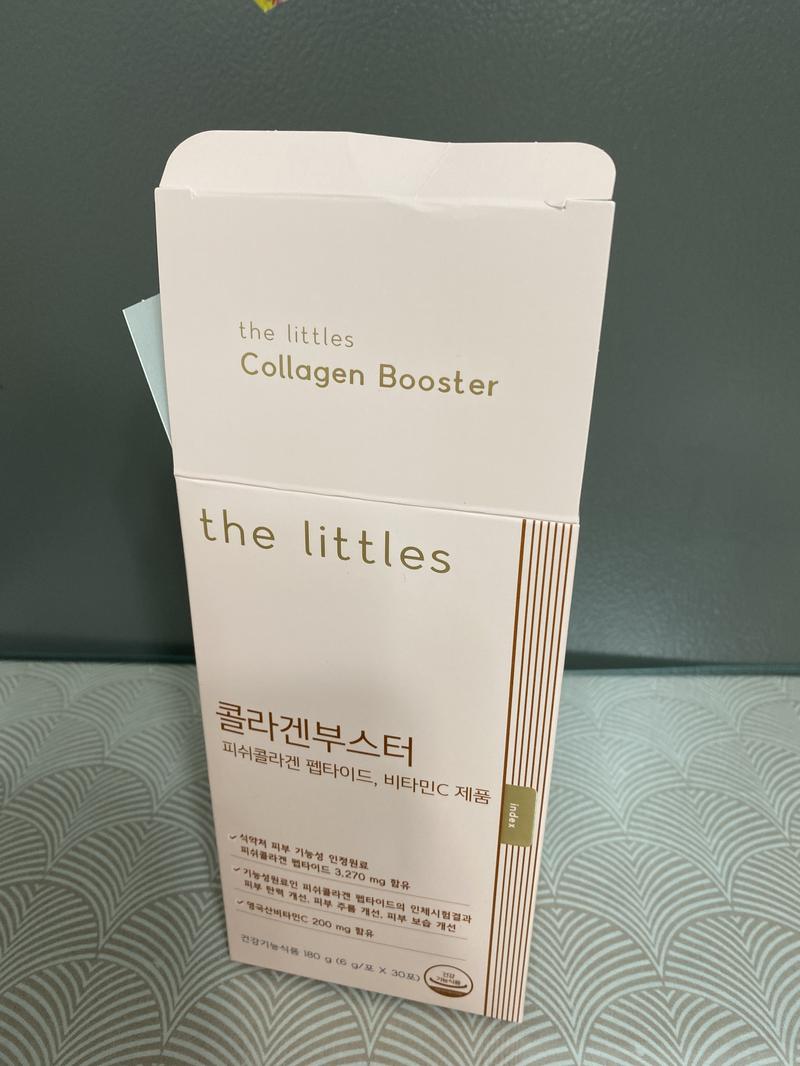 the littles
Collagen Booster
the littles
콜라겐부스터
피쉬콜라겐 펩타이드, 비타민C 제품
index
식약처 피부 기능성 인정원료
피쉬콜라겐 펩타이드 3,270 mg 함유
기능성원료인 피쉬콜라겐 펩타이드의 인체시험결과
피부 탄력 개선, 피부 주름 개선, 피부 보습 개선
영국산비타민C 200 mg 함유
건강기능식품 180 g (6 g/포 X 30포)
건강
기능식품